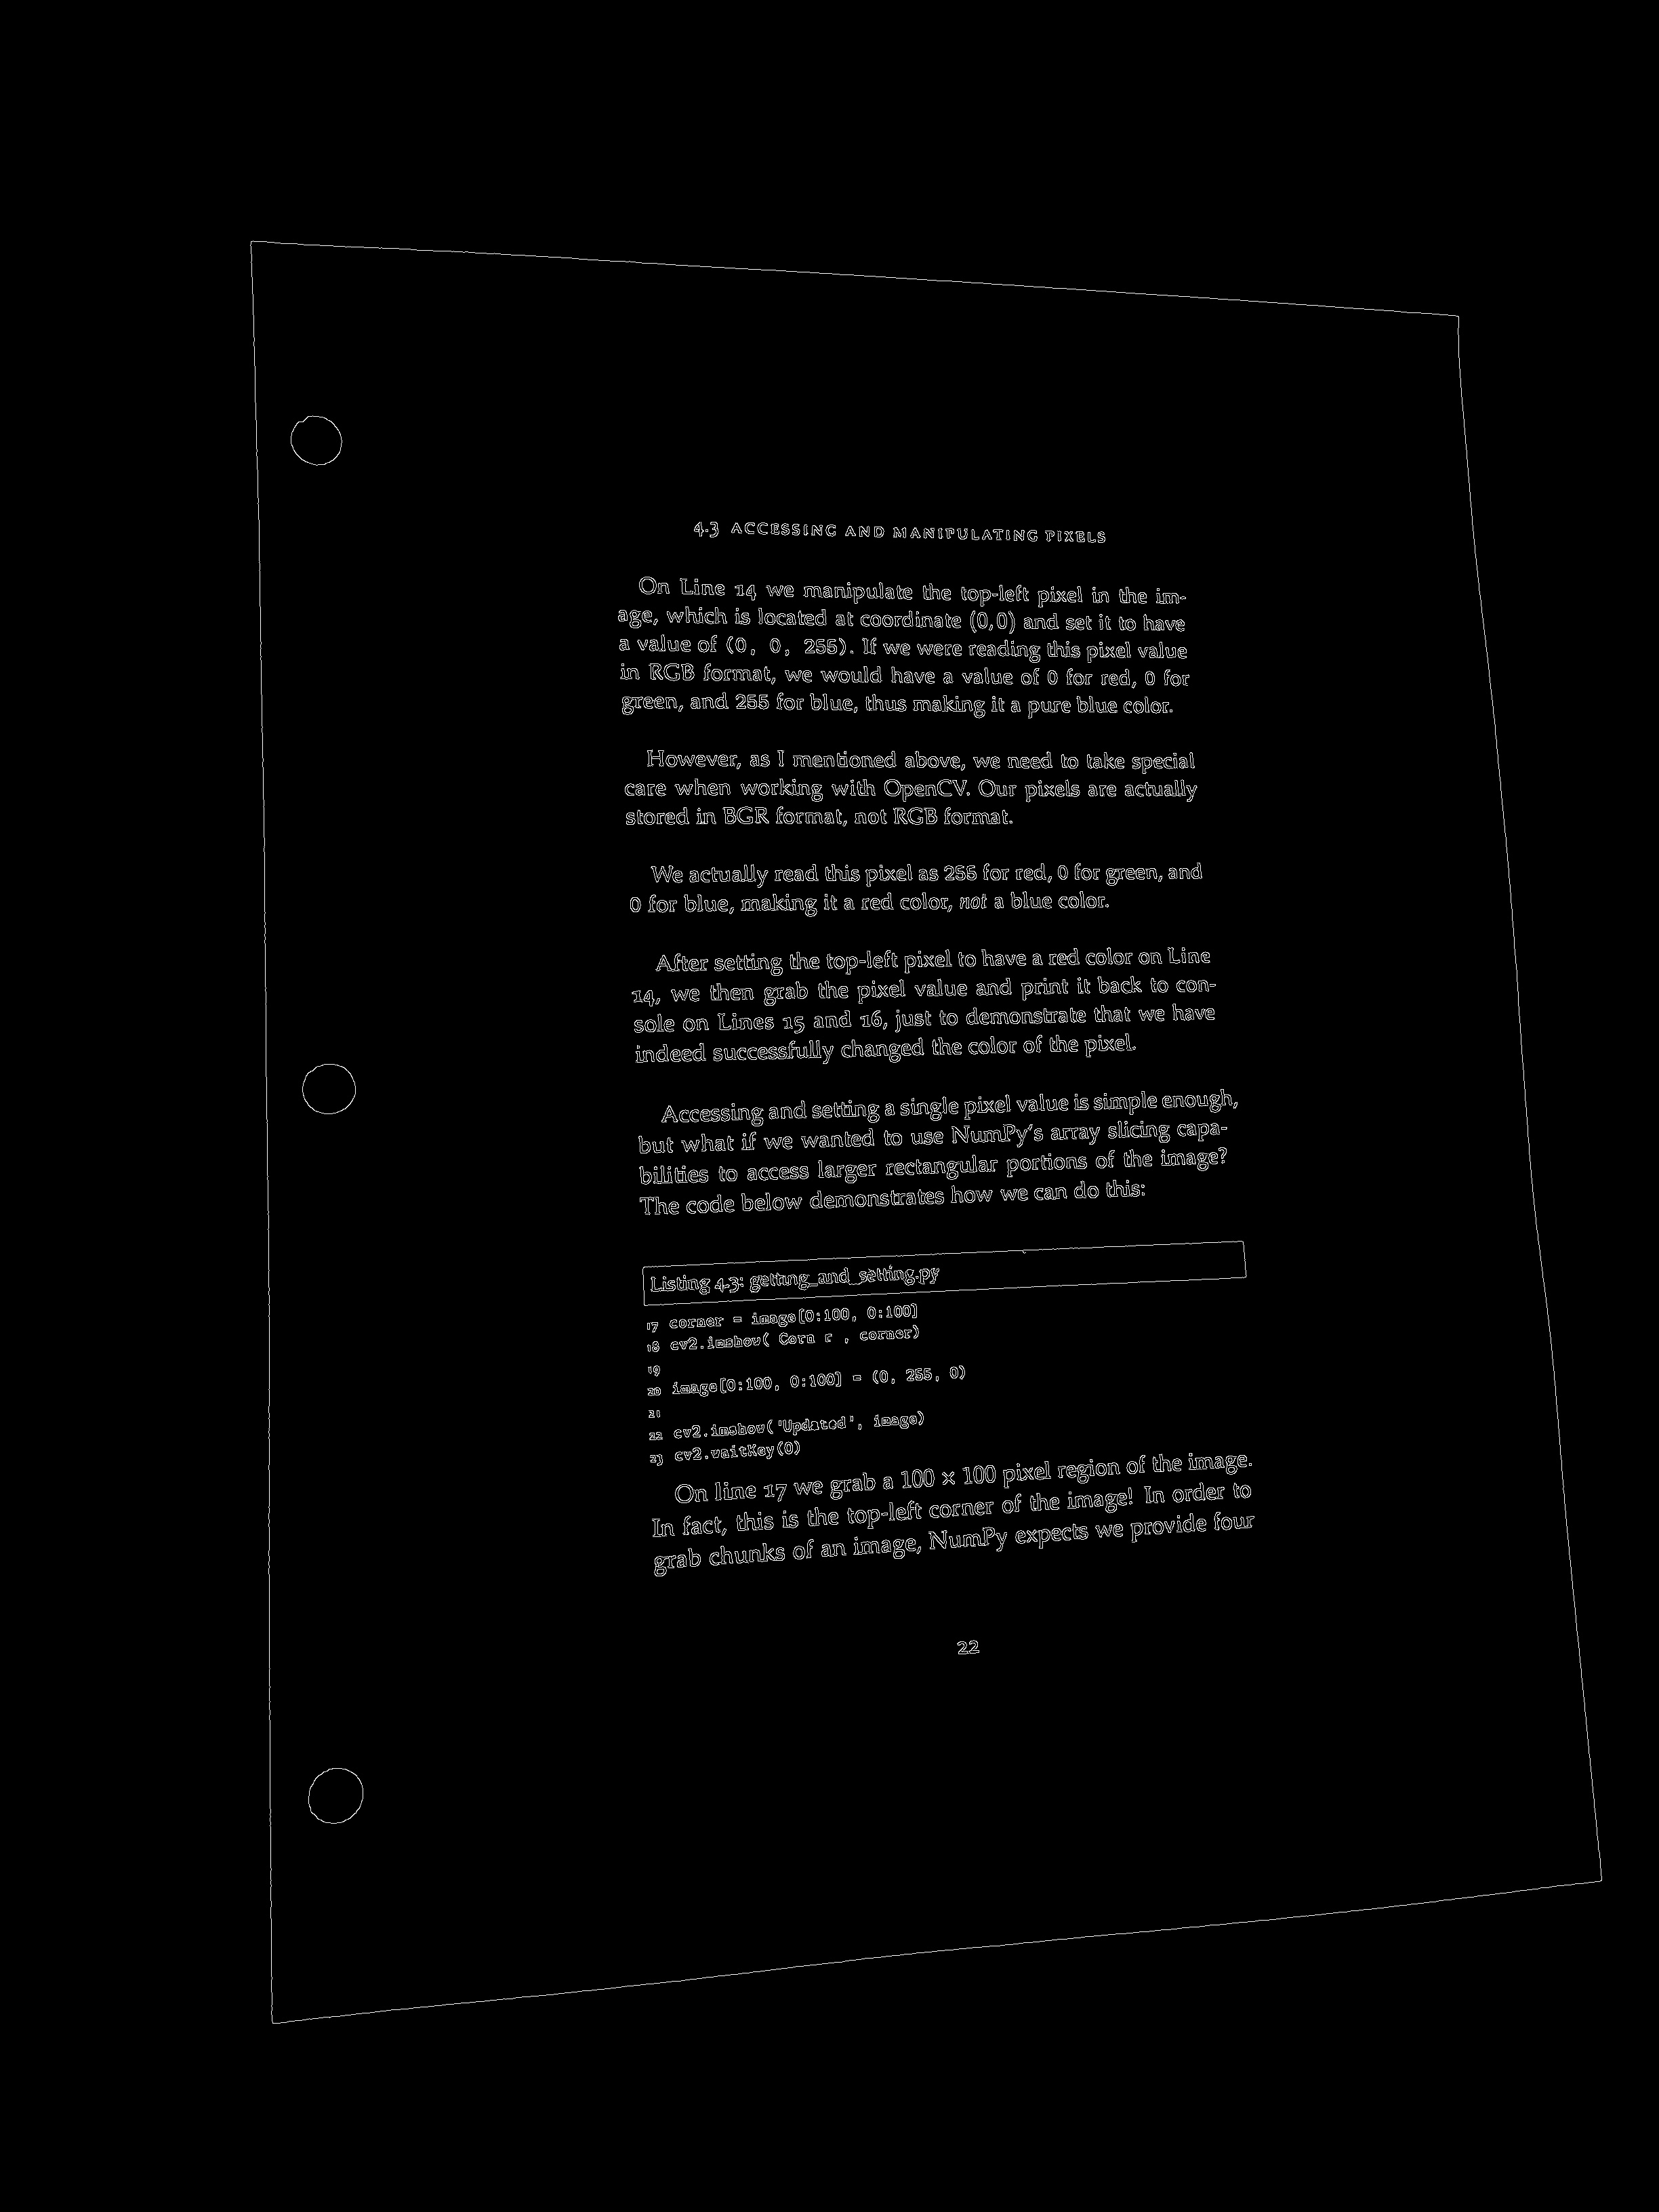 4.3 ACCESSING AND MANIPULATING PIXELS
On Line 14 we manipulate the top-left pixel in the im-
age, which is located at coordinate (0,0) and set it to have
a value of (0, 0, 255). If we were reading this pixel value
in RGB format, we would have a value of 0 for red, 0 for
green, and 255 for blue, thus making it a pure blue color.
However, as I mentioned above, we need to take special
care when working with OpenCV. Our pixels are actually
stored in BGR format, not RGB format.
We actually read this pixel as 255 for red, 0 for green, and
0 for blue, making it a red color, not a blue color.
After setting the top-left pixel to have a red color on Line
14, we then grab the pixel value and print it back to con-
sole on Lines 15 and 16, just to demonstrate that we have
indeed successfully changed the color of the pixel.
Accessing and setting a single pixel value is simple enough,
but what if we wanted to use NumPy's array slicing capa-
bilities to access larger rectangular portions of the image?
The code below demonstrates how we can do this:
Listing 4.3: getting_and_setting.py
17 corner = image[0:100, 0:100]
18 cv2.imshow( Corn r , corner)
19
20 image[0:100, 0:100] = (0, 255, 0)
21
22 cv2.imshow("Updated", image)
23 cv2.waitKey(0)
On line 17 we grab a 100 × 100 pixel region of the image.
In fact, this is the top-left corner of the image! In order to
grab chunks of an image, NumPy expects we provide four
22